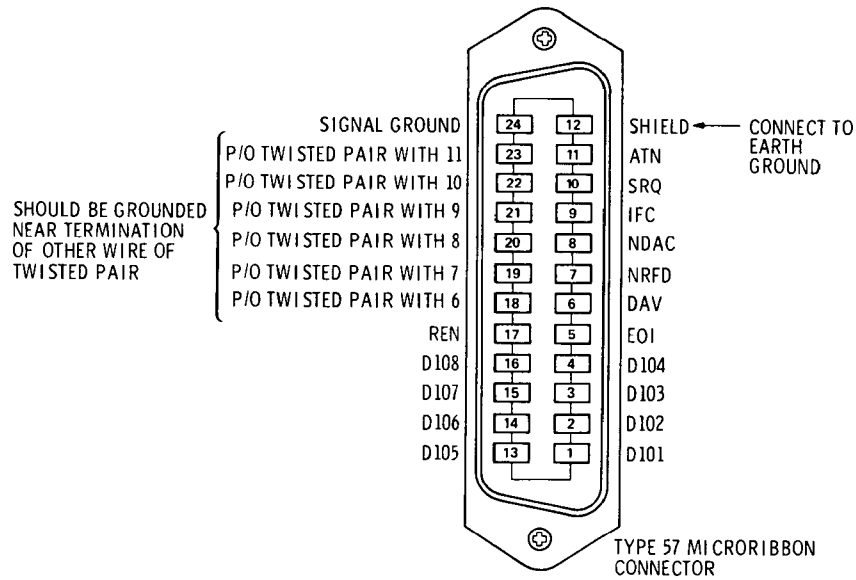 SIGNAL GROUND 24 12 SHIELD CONNECT TO
EARTH
GROUND
P/O TWISTED PAIR WITH 11 23 11 ATN
P/O TWISTED PAIR WITH 10 22 10 SRQ
SHOULD BE GROUNDED
NEAR TERMINATION
OF OTHER WIRE OF
TWISTED PAIR
P/O TWISTED PAIR WITH 9 21 9 IFC
P/O TWISTED PAIR WITH 8 20 8 NDAC
P/O TWISTED PAIR WITH 7 19 7 NRFD
P/O TWISTED PAIR WITH 6 18 6 DAV
REN 17 5 EOI
D108 16 4 D104
D107 15 3 D103
D106 14 2 D102
D105 13 1 D101
TYPE 57 MICRORIBBON
CONNECTOR